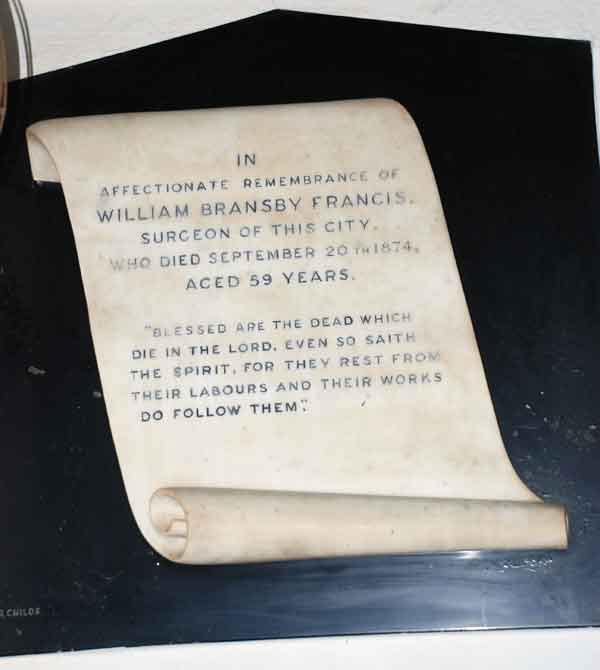 IN
AFFECTIONATE REMEMBRANCE OF
WILLIAM BRANSBY FRANCIS.
SURGEON OF THIS CITY.
WHO DIED SEPTEMBER 20TH 1874,
AGED 59 YEARS.
"BLESSED ARE THE DEAD WHICH
DIE IN THE LORD, EVEN SO SAITH
THE SPIRIT, FOR THEY REST FROM
THEIR LABOURS AND THEIR WORKS
DO FOLLOW THEM".
CHILDS